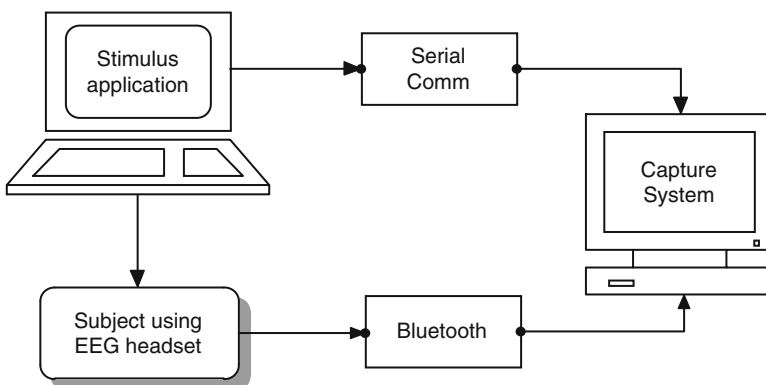 Stimulus
application
Serial
Comm
Capture
System
Subject using
EEG headset
Bluetooth